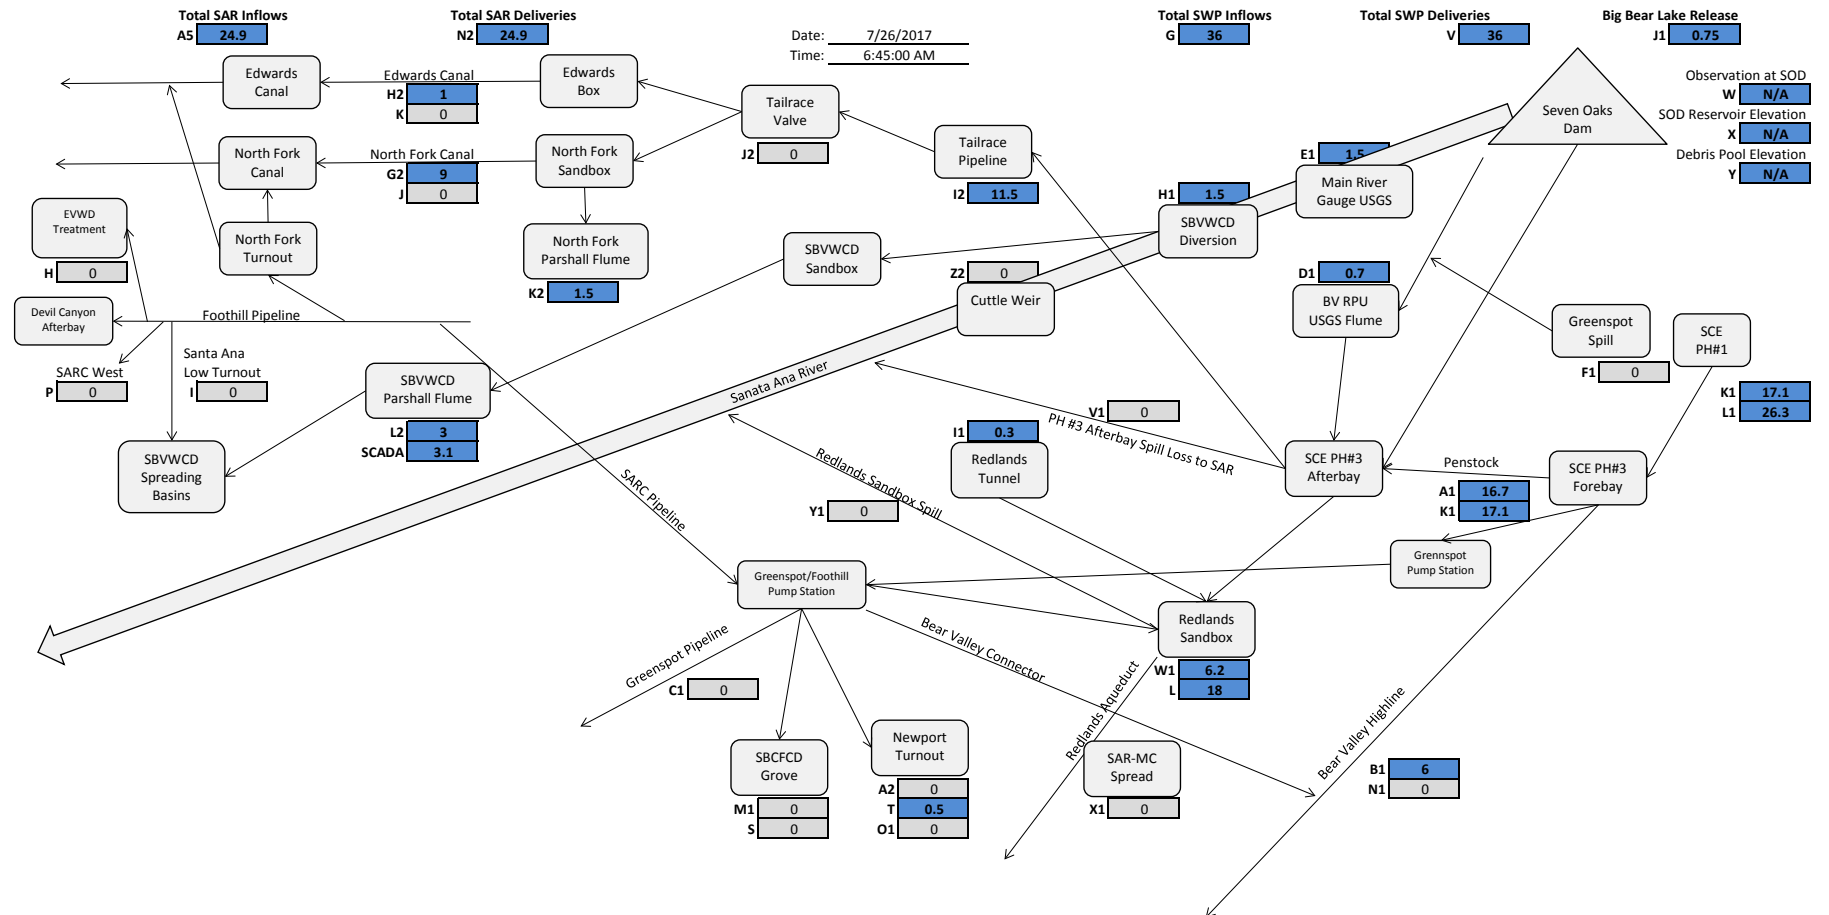 Total SAR Inflows
A5 24.9
Total SAR Deliveries
N2 24.9
Date: 7/26/2017
Time: 6:45:00 AM
Total SWP Inflows
G 36
Total SWP Deliveries
V 36
Big Bear Lake Release
J1 0.75
Edwards
Canal
Edwards Canal
H2 1
K 0
Edwards
Box
Tailrace
Valve
J2 0
Tailrace
Pipeline
I2 11.5
Seven Oaks
Dam
Observation at SOD
W N/A
SOD Reservoir Elevation
X N/A
Debris Pool Elevation
Y N/A
North Fork
Canal
North Fork Canal
G2 9
J 0
North Fork
Sandbox
E1 1.5
Main River
Gauge USGS
H1 1.5
SBVWCD
Diversion
EVWD
Treatment
H 0
North Fork
Turnout
North Fork
Parshall Flume
K2 1.5
SBVWCD
Sandbox
Z2 0
Cuttle Weir
D1 0.7
BV RPU
USGS Flume
Greenspot
Spill
F1 0
SCE
PH#1
K1 17.1
L1 26.3
Devil Canyon
Afterbay
Foothill Pipeline
SARC West
P 0
Santa Ana
Low Turnout
I 0
SBVWCD
Parshall Flume
L2 3
SCADA 3.1
Sanata Ana River
V1 0
PH #3 Afterbay Spill Loss to SAR
I1 0.3
Redlands
Tunnel
SCE PH#3
Afterbay
Penstock
A1 16.7
K1 17.1
SCE PH#3
Forebay
SBVWCD
Spreading
Basins
SARC Pipeline
Redlands Sandbox Spill
Y1 0
Grennspot
Pump Station
Greenspot/Foothill
Pump Station
Redlands
Sandbox
W1 6.2
L 18
Greenspot Pipeline
C1 0
Bear Valley Connector
Redlands Aqueduct
Bear Valley Highline
SBCFCD
Grove
M1 0
S 0
Newport
Turnout
A2 0
T 0.5
O1 0
SAR-MC
Spread
X1 0
B1 6
N1 0